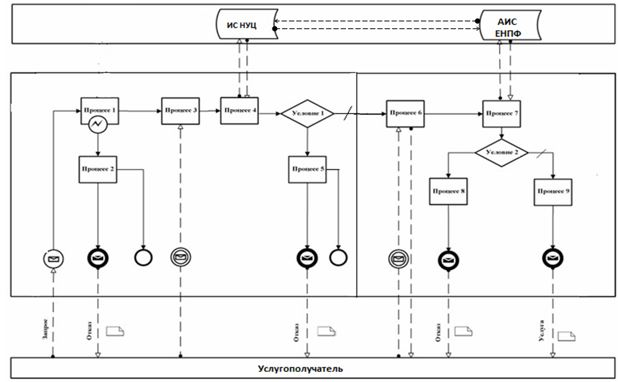 ИС НУЦ
АИС
ЕНПФ
Процесс 1
Процесс 3
Процесс 4
Условие 1
Процесс 6
Процесс 7
Процесс 2
Процесс 5
Условие 2
Процесс 8
Процесс 9
Запрос
Отказ
Отказ
Отказ
Услуга
Услугополучатель